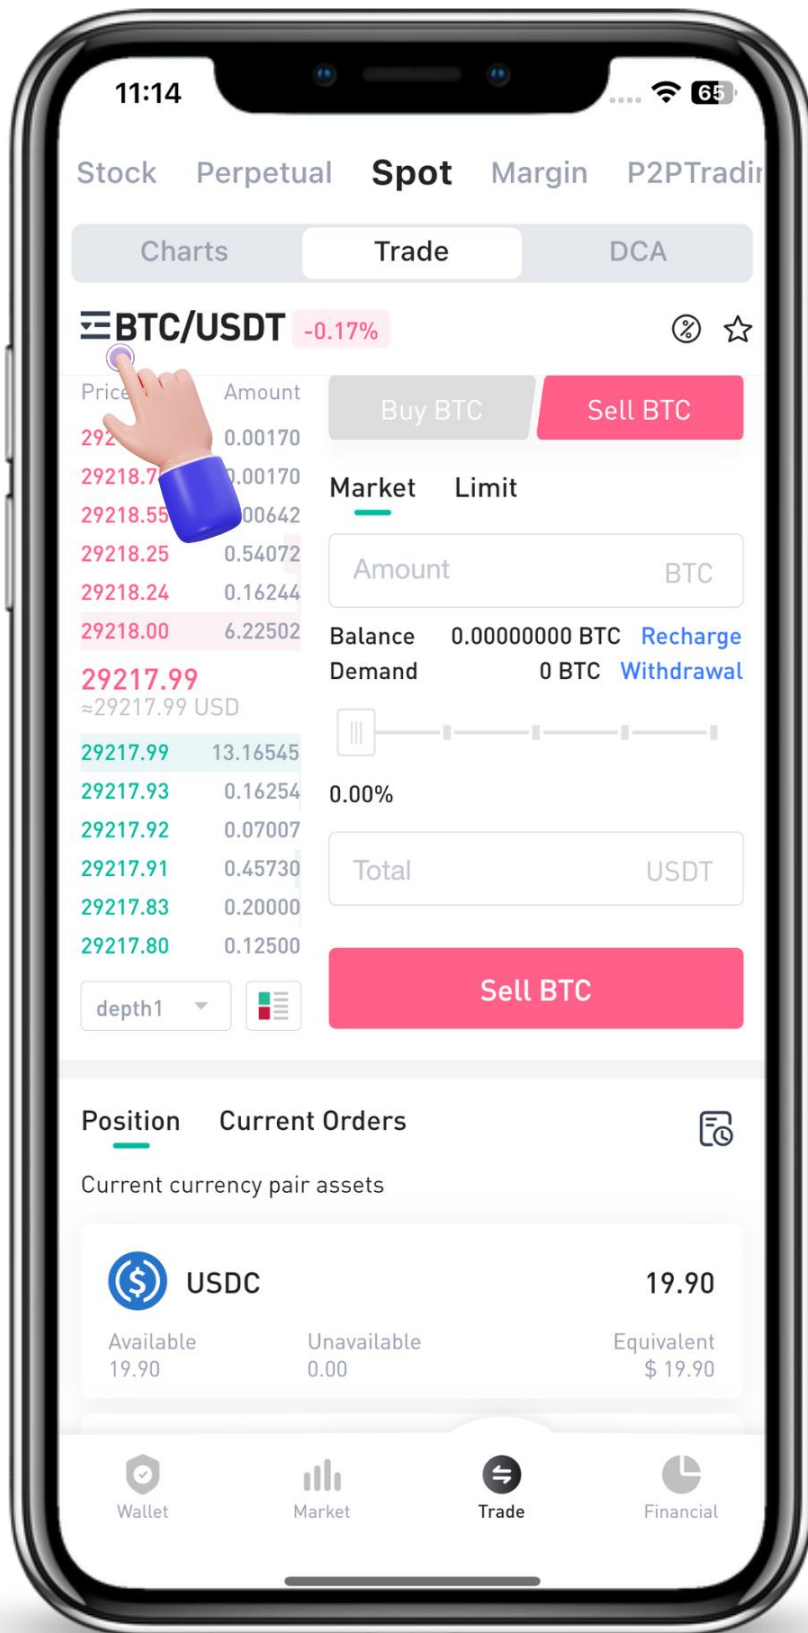 11:14
65
Stock Perpetual Spot Margin P2PTradin
Charts Trade DCA
BTC/USDT -0.17%
Price Amount
Buy BTC Sell BTC
0.00170
29218.7
Market Limit
29218.55
29218.25 0.54072
Amount BTC
29218.24 0.16244
29218.00 6.22502
Balance 0.00000000 BTC Recharge
Demand 0 BTC Withdrawal
29217.99
≈29217.99 USD
29217.99 13.16545
29217.93 0.16254
0.00%
29217.92 0.07007
29217.91 0.45730
Total USDT
29217.83 0.20000
29217.80 0.12500
Sell BTC
depth1
Position Current Orders
Current currency pair assets
USDC 19.90
Available Unavailable Equivalent
19.90 0.00 $ 19.90
Wallet Market Trade Financial